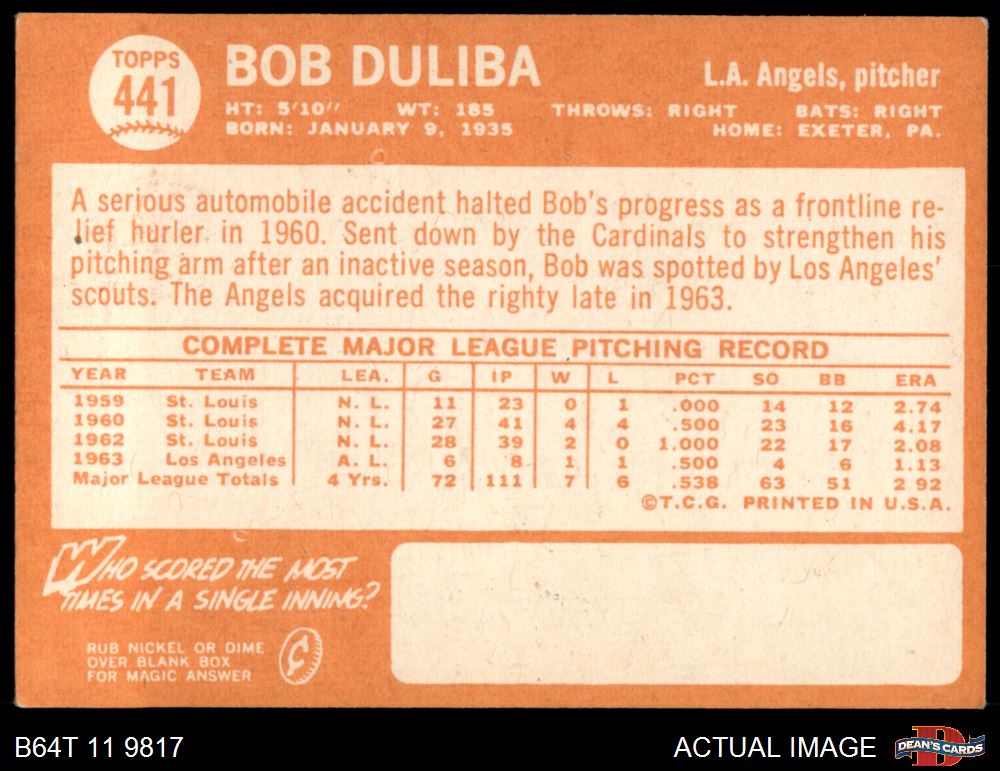 TOPPS
441
BOB DULIBA
L.A. Angels, pitcher
HT: 5'10" WT: 185 THROWS: RIGHT BATS: RIGHT
BORN: JANUARY 9, 1935 HOME: EXETER, PA.
A serious automobile accident halted Bob's progress as a frontline re-
lief hurler in 1960. Sent down by the Cardinals to strengthen his
pitching arm after an inactive season, Bob was spotted by Los Angeles'
scouts. The Angels acquired the righty late in 1963.
COMPLETE MAJOR LEAGUE PITCHING RECORD
YEAR TEAM LEA. G IP W L PCT SO BB ERA
1959 St. Louis N. L. 11 23 0 1 .000 14 12 2.74
1960 St. Louis N. L. 27 41 4 4 .500 23 16 4.17
1962 St. Louis N. L. 28 39 2 0 1.000 22 17 2.08
1963 Los Angeles A. L. 6 8 1 1 .500 4 6 1.13
Major League Totals 4 Yrs. 72 111 7 6 .538 63 51 2.92
©T.C.G. PRINTED IN U.S.A.
WHO SCORED THE MOST
TIMES IN A SINGLE INNING?
RUB NICKEL OR DIME
OVER BLANK BOX
FOR MAGIC ANSWER
¢
B64T 11 9817
ACTUAL IMAGE
D
DEAN'S CARDS